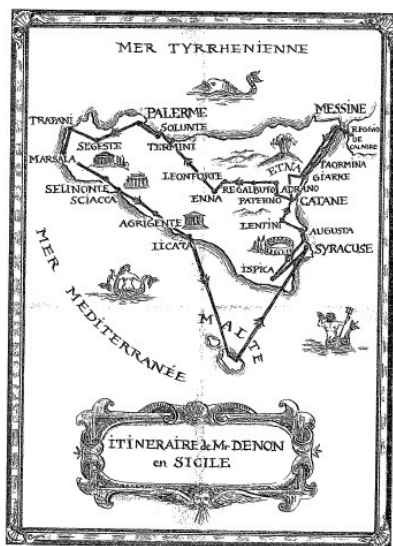 MER TYRRHENIENNE
PALERME
MESSINE
TRAPANI
SOLUNTE
REGGIO
DE
CALABRE
SEGESTE
TERMINI
ETNA
TAORMINA
MARSALA
LEONFORTE
GIARRE
SELINONTE
ENNA
REGALBUTO
ADRANO
SCIACCA
PATERNO
CATANE
AGRIGENTE
LENTINI
AUGUSTA
LICATA
SYRACUSE
ISPICA
MALTE
MER MEDITERRANÉE
ITINERAIRE de Mr DENON
en SICILE